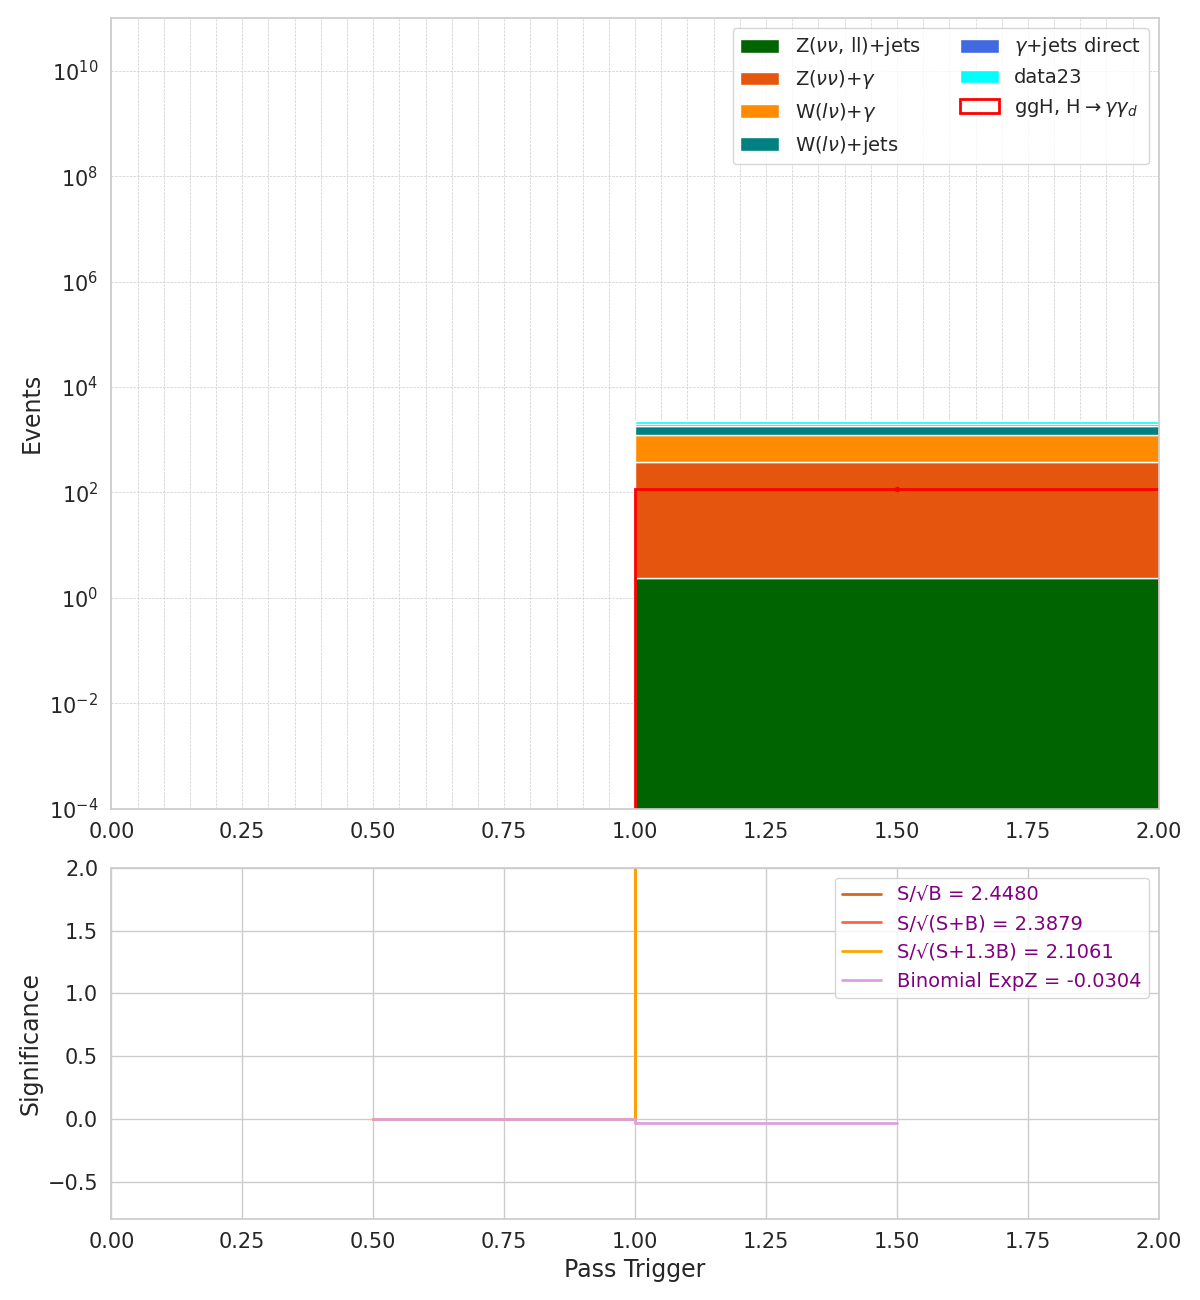 Events
10¹⁰
10⁸
10⁶
10⁴
10²
10⁰
10⁻²
10⁻⁴
Z(νν, ll)+jets
Z(νν)+γ
W(lν)+γ
W(lν)+jets
γ+jets direct
data23
ggH, H → γγ_d
0.00 0.25 0.50 0.75 1.00 1.25 1.50 1.75 2.00
Significance
2.0
1.5
1.0
0.5
0.0
−0.5
S/√B = 2.4480
S/√(S+B) = 2.3879
S/√(S+1.3B) = 2.1061
Binomial ExpZ = -0.0304
0.00 0.25 0.50 0.75 1.00 1.25 1.50 1.75 2.00
Pass Trigger